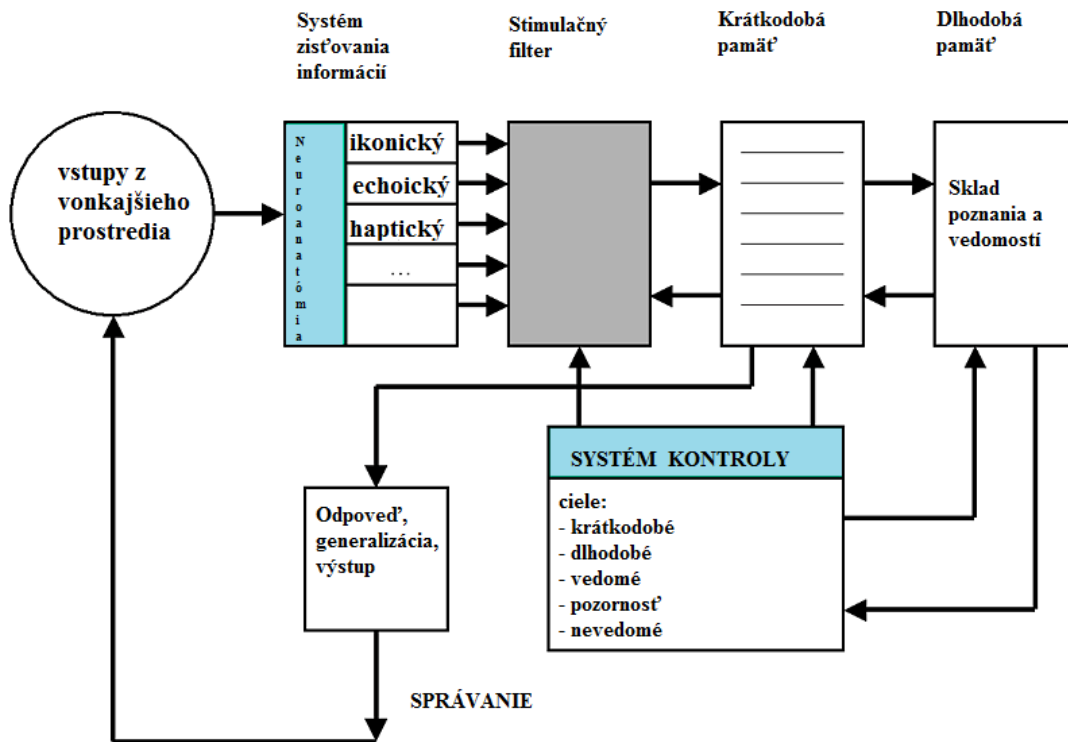 Systém
zisťovania
informácií
Stimulačný
filter
Krátkodobá
pamäť
Dlhodobá
pamäť
vstupy z
vonkajšieho
prostredia
Neuroanatómia
ikonický
echoický
haptický
...
Sklad
poznania a
vedomostí
SYSTÉM KONTROLY
ciele:
- krátkodobé
- dlhodobé
- vedomé
- pozornosť
- nevedomé
Odpoveď,
generalizácia,
výstup
SPRÁVANIE